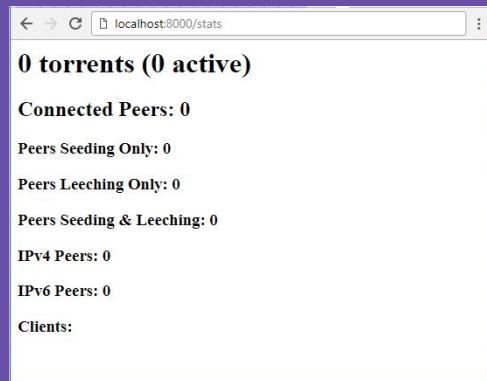 localhost:8000/stats
0 torrents (0 active)
Connected Peers: 0
Peers Seeding Only: 0
Peers Leeching Only: 0
Peers Seeding & Leeching: 0
IPv4 Peers: 0
IPv6 Peers: 0
Clients: